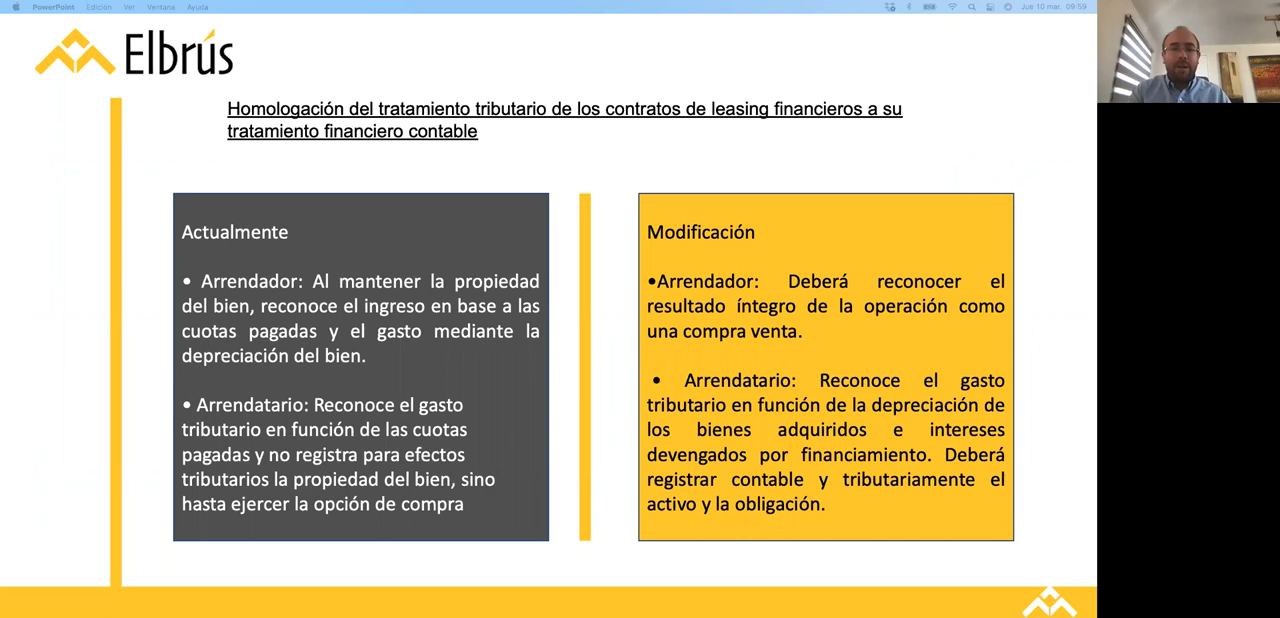 PowerPoint Edición Ver Ventana Ayuda Jue 10 mar. 09:59
Elbrús
Homologación del tratamiento tributario de los contratos de leasing financieros a su
tratamiento financiero contable
Actualmente
• Arrendador: Al mantener la propiedad
del bien, reconoce el ingreso en base a las
cuotas pagadas y el gasto mediante la
depreciación del bien.
• Arrendatario: Reconoce el gasto
tributario en función de las cuotas
pagadas y no registra para efectos
tributarios la propiedad del bien, sino
hasta ejercer la opción de compra
Modificación
•Arrendador: Deberá reconocer el
resultado íntegro de la operación como
una compra venta.
• Arrendatario: Reconoce el gasto
tributario en función de la depreciación de
los bienes adquiridos e intereses
devengados por financiamiento. Deberá
registrar contable y tributariamente el
activo y la obligación.